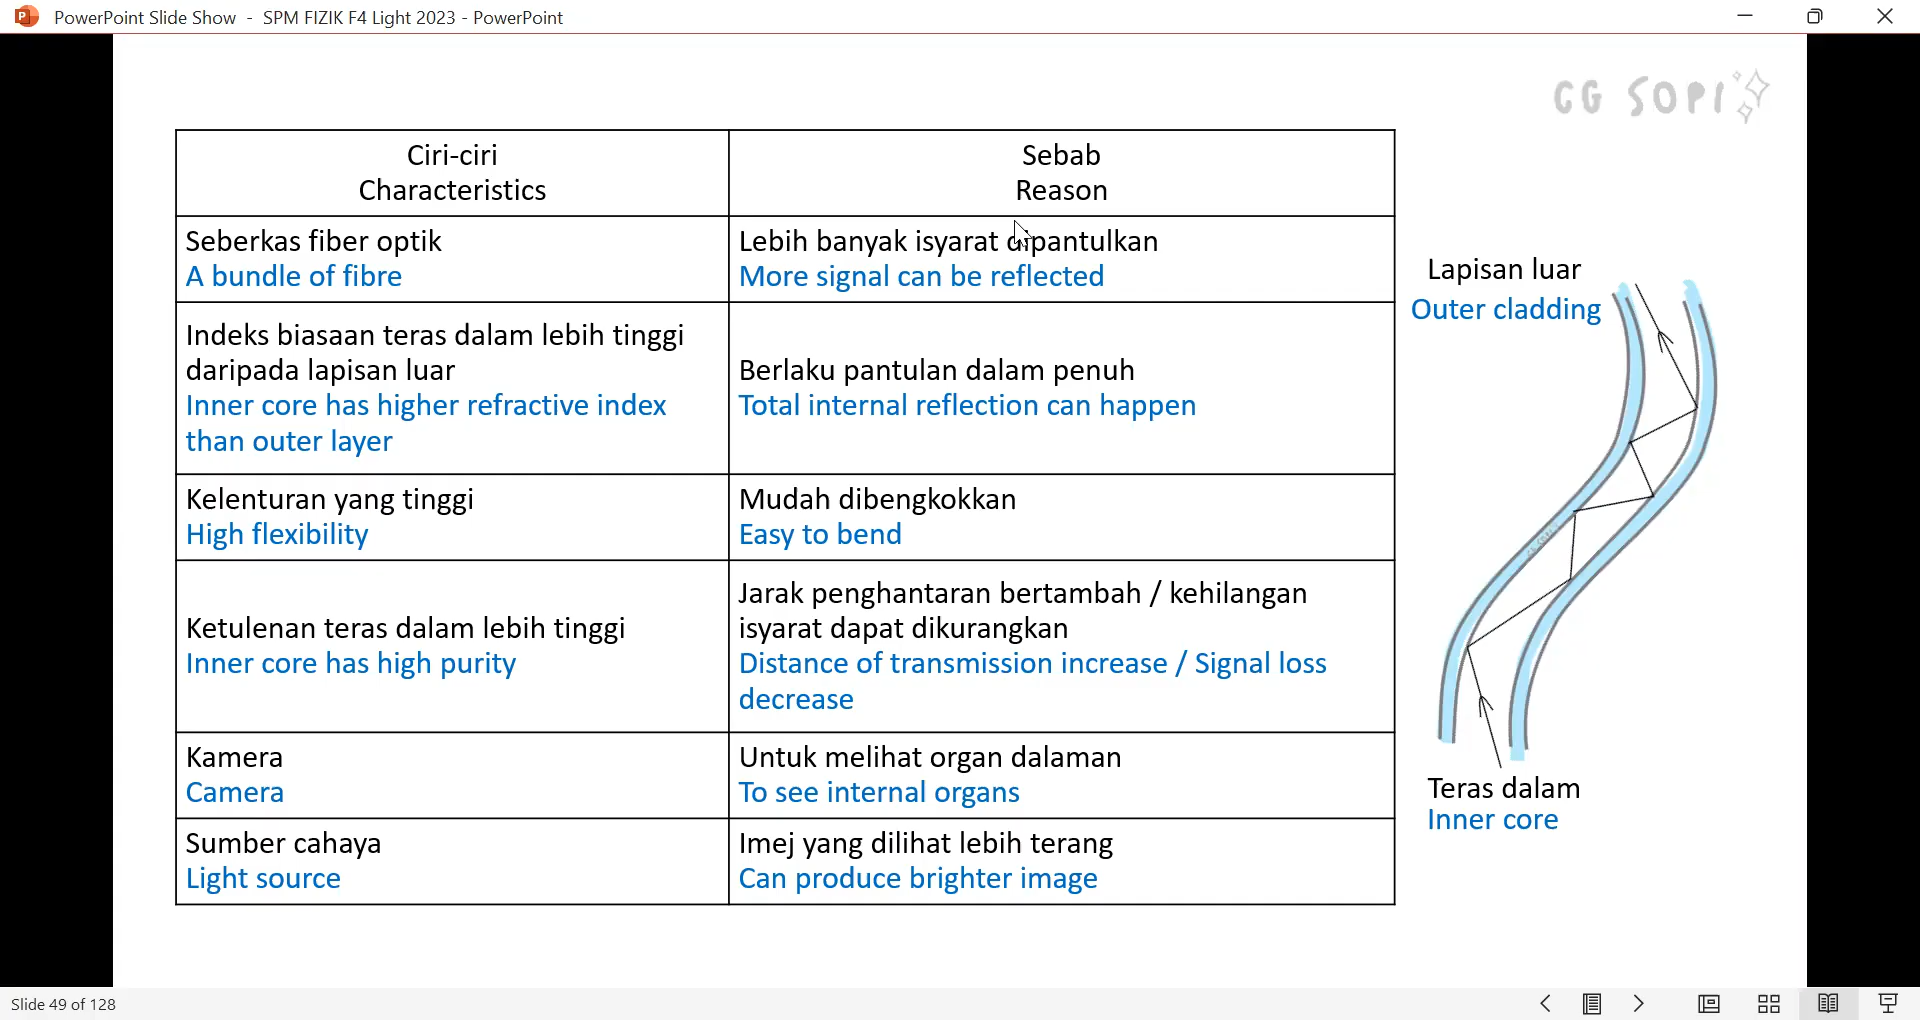 PowerPoint Slide Show - SPM FIZIK F4 Light 2023 - PowerPoint
CG SOPI
Ciri-ciri
Characteristics
Sebab
Reason
Seberkas fiber optik
A bundle of fibre
Lebih banyak isyarat dipantulkan
More signal can be reflected
Indeks biasaan teras dalam lebih tinggi
daripada lapisan luar
Inner core has higher refractive index
than outer layer
Berlaku pantulan dalam penuh
Total internal reflection can happen
Kelenturan yang tinggi
High flexibility
Mudah dibengkokkan
Easy to bend
Ketulenan teras dalam lebih tinggi
Inner core has high purity
Jarak penghantaran bertambah / kehilangan
isyarat dapat dikurangkan
Distance of transmission increase / Signal loss
decrease
Kamera
Camera
Untuk melihat organ dalaman
To see internal organs
Sumber cahaya
Light source
Imej yang dilihat lebih terang
Can produce brighter image
Lapisan luar
Outer cladding
Teras dalam
Inner core
Slide 49 of 128